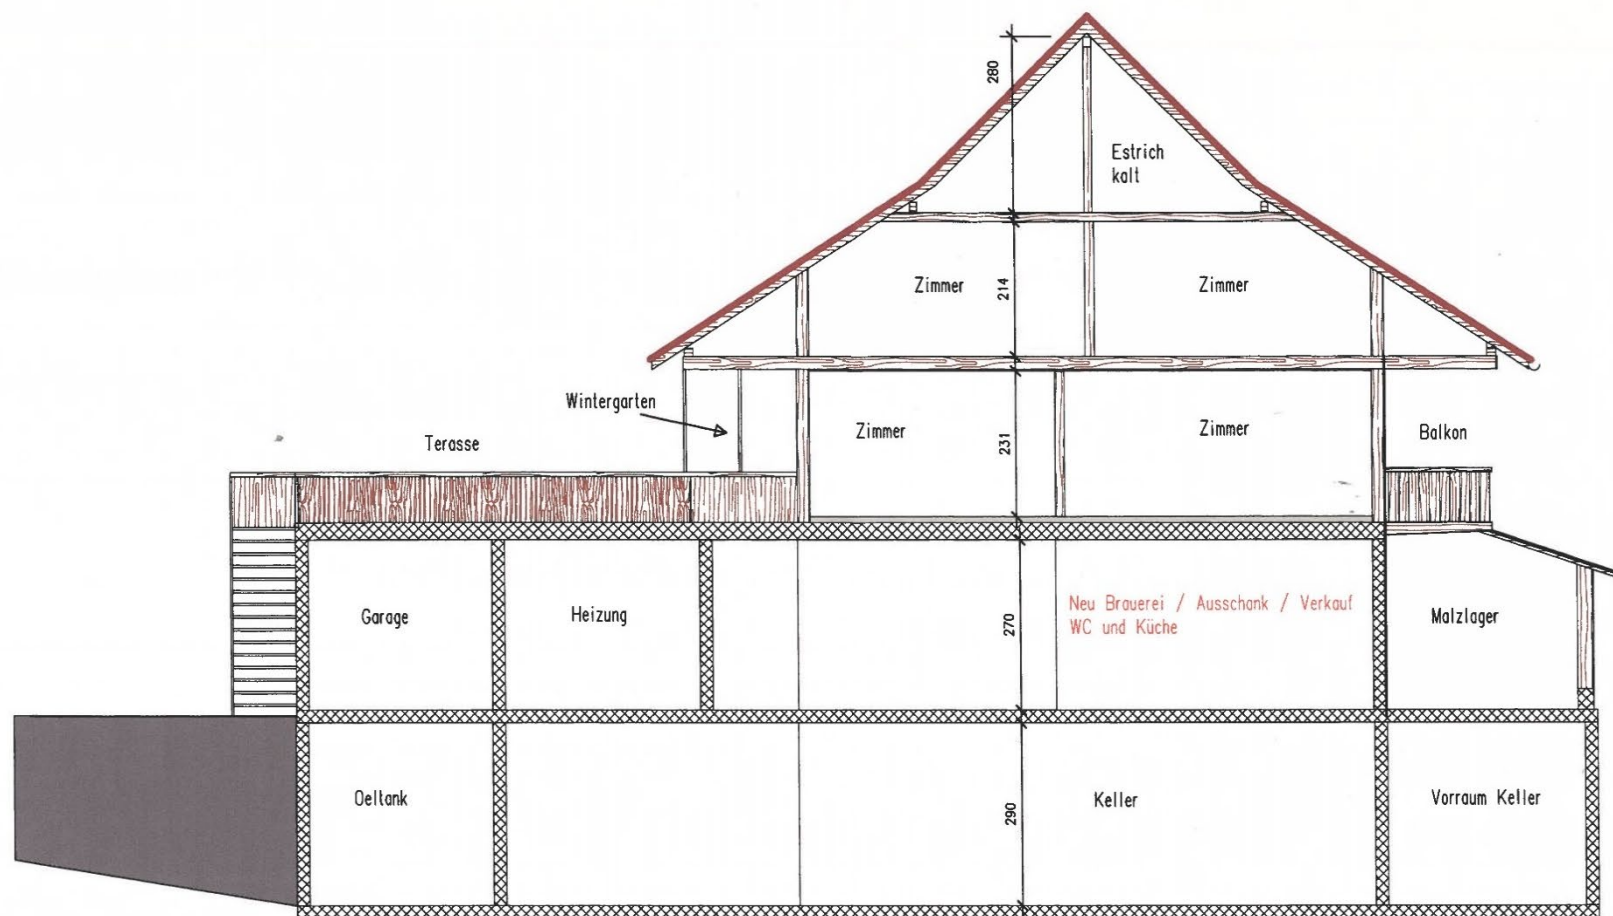 280
Estrich
kalt
Zimmer
214
Zimmer
Wintergarten
Terasse
Zimmer
231
Zimmer
Balkon
Garage
Heizung
270
Neu Brauerei / Ausschank / Verkauf
WC und Küche
Malzlager
Oeltank
290
Keller
Vorraum Keller